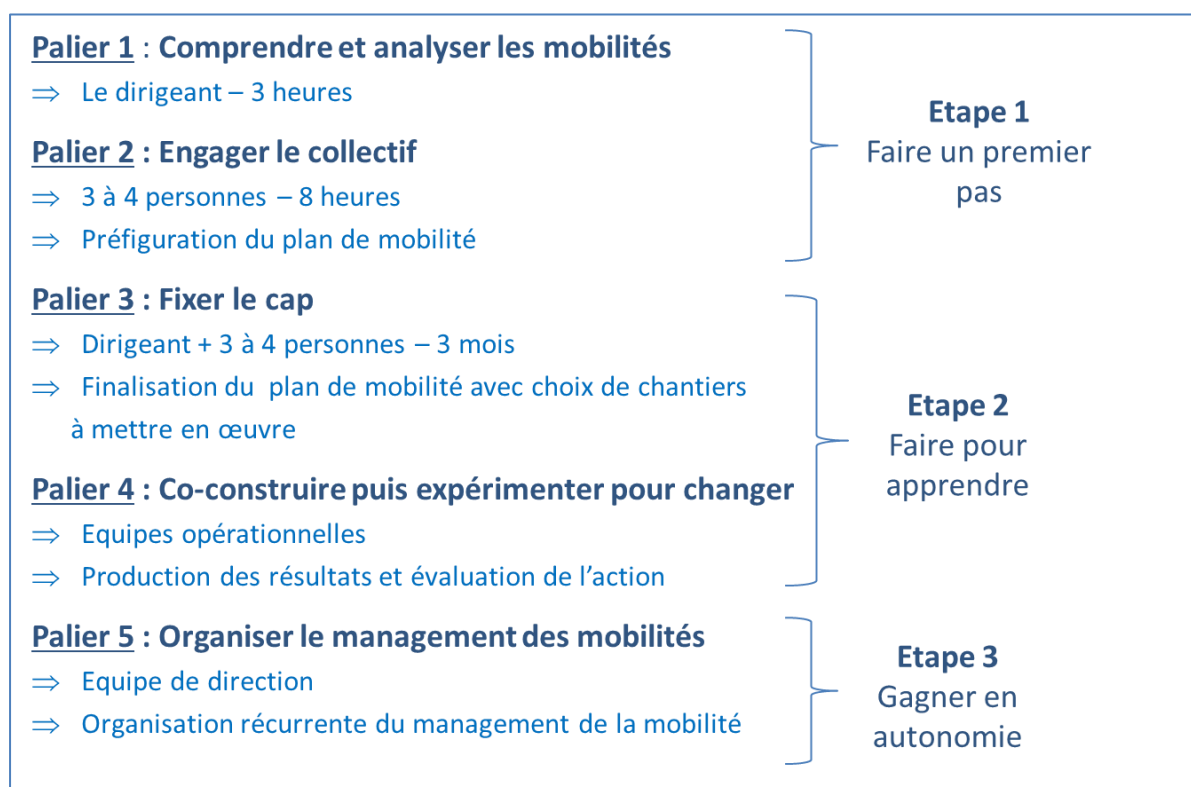 Palier 1 : Comprendre et analyser les mobilités
⇒ Le dirigeant – 3 heures
Palier 2 : Engager le collectif
⇒ 3 à 4 personnes – 8 heures
⇒ Préfiguration du plan de mobilité
Etape 1
Faire un premier
pas
Palier 3 : Fixer le cap
⇒ Dirigeant + 3 à 4 personnes – 3 mois
⇒ Finalisation du plan de mobilité avec choix de chantiers
à mettre en œuvre
Palier 4 : Co-construire puis expérimenter pour changer
⇒ Equipes opérationnelles
⇒ Production des résultats et évaluation de l’action
Etape 2
Faire pour
apprendre
Palier 5 : Organiser le management des mobilités
⇒ Equipe de direction
⇒ Organisation récurrente du management de la mobilité
Etape 3
Gagner en
autonomie